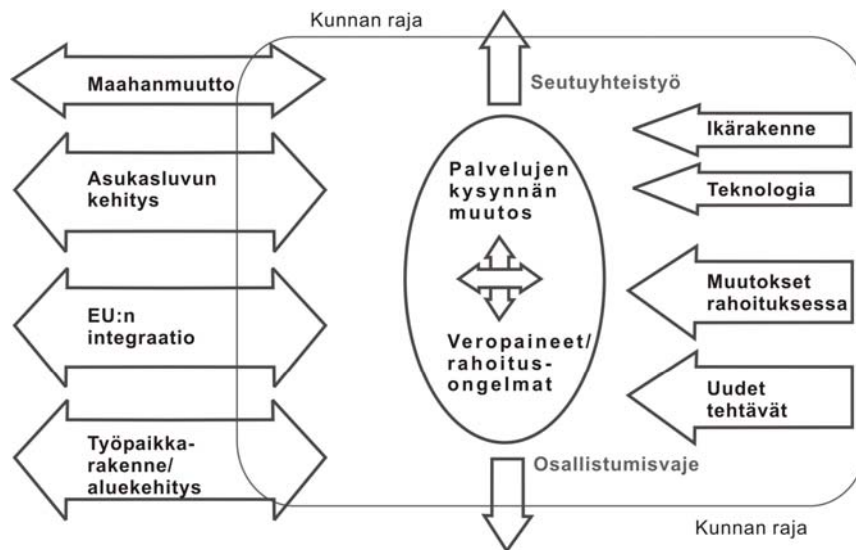 Kunnan raja
Maahanmuutto
Asukasluvun
kehitys
EU:n
integraatio
Työpaikka-
rakenne/
aluekehitys
Seutuyhteistyö
Palvelujen
kysynnän
muutos
Veropaineet/
rahoitus-
ongelmat
Osallistumisvaje
Ikärakenne
Teknologia
Muutokset
rahoituksessa
Uudet
tehtävät
Kunnan raja